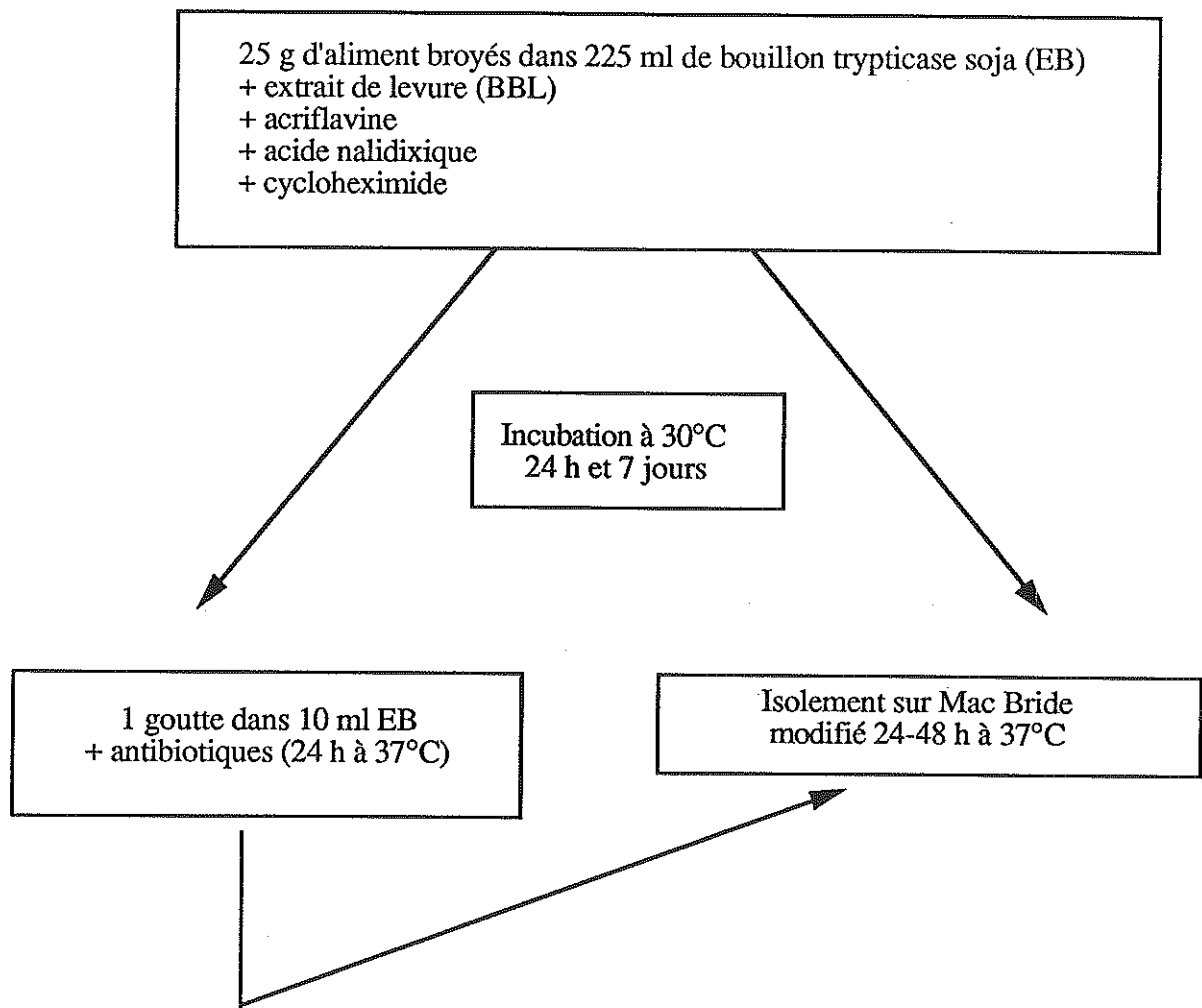 25 g d'aliment broyés dans 225 ml de bouillon trypticase soja (EB)
+ extrait de levure (BBL)
+ acriflavine
+ acide nalidixique
+ cycloheximide
Incubation à 30°C
24 h et 7 jours
1 goutte dans 10 ml EB
+ antibiotiques (24 h à 37°C)
Isolement sur Mac Bride
modifié 24-48 h à 37°C